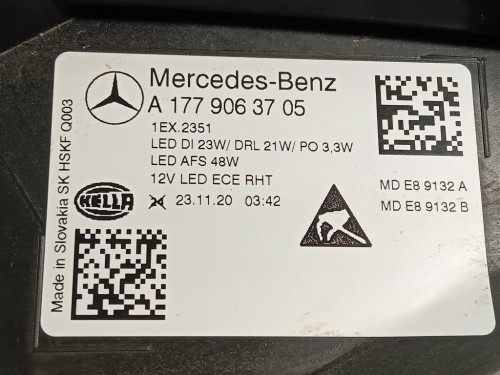 Mercedes-Benz
A 177 906 37 05
1EX.2351
LED DI 23W/ DRL 21W/ PO 3,3W
LED AFS 48W
12V LED ECE RHT
23.11.20 03:42
MD E8 9132 A
MD E8 9132 B
HELLA
Made in Slovakia SK HSKF Q003